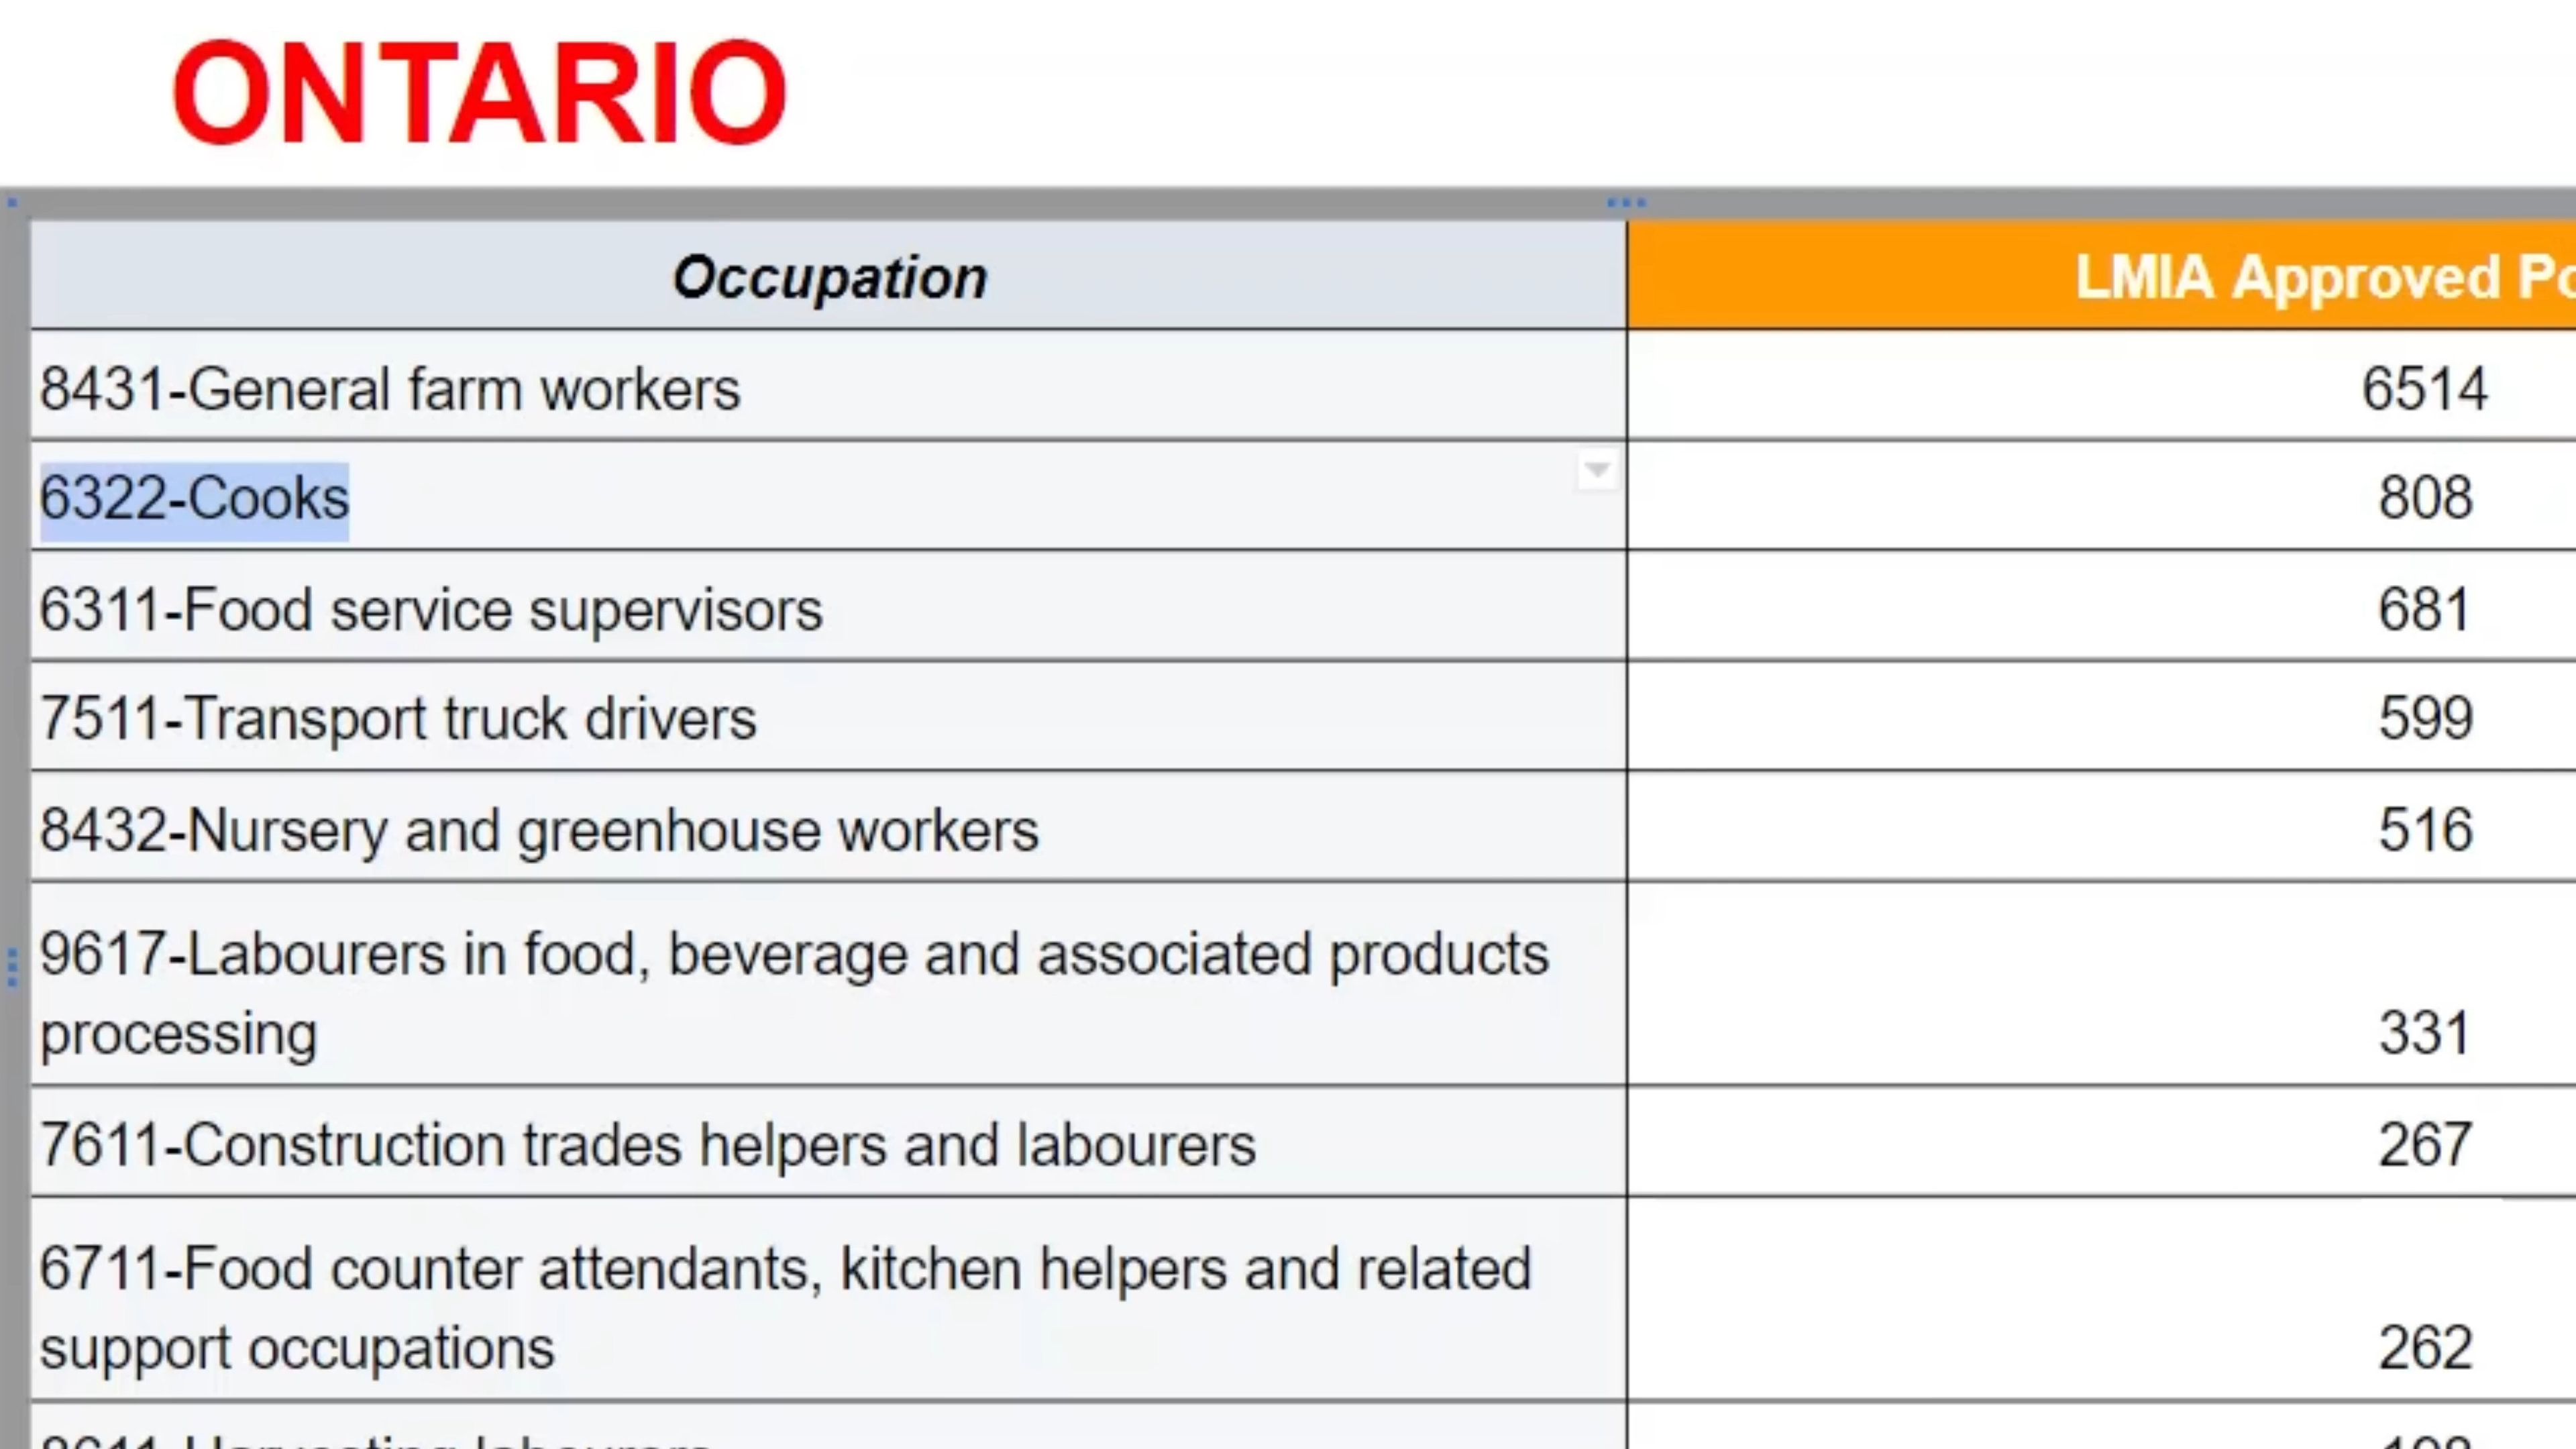 ONTARIO
Occupation
LMIA Approved Po
8431-General farm workers
6514
6322-Cooks
808
6311-Food service supervisors
681
7511-Transport truck drivers
599
8432-Nursery and greenhouse workers
516
9617-Labourers in food, beverage and associated products
processing
331
7611-Construction trades helpers and labourers
267
6711-Food counter attendants, kitchen helpers and related
support occupations
262
8611-Harvesting labourers